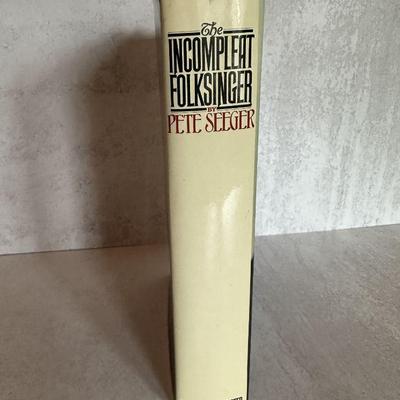 The
INCOMPLEAT
FOLKSINGER
BY
PETE SEEGER